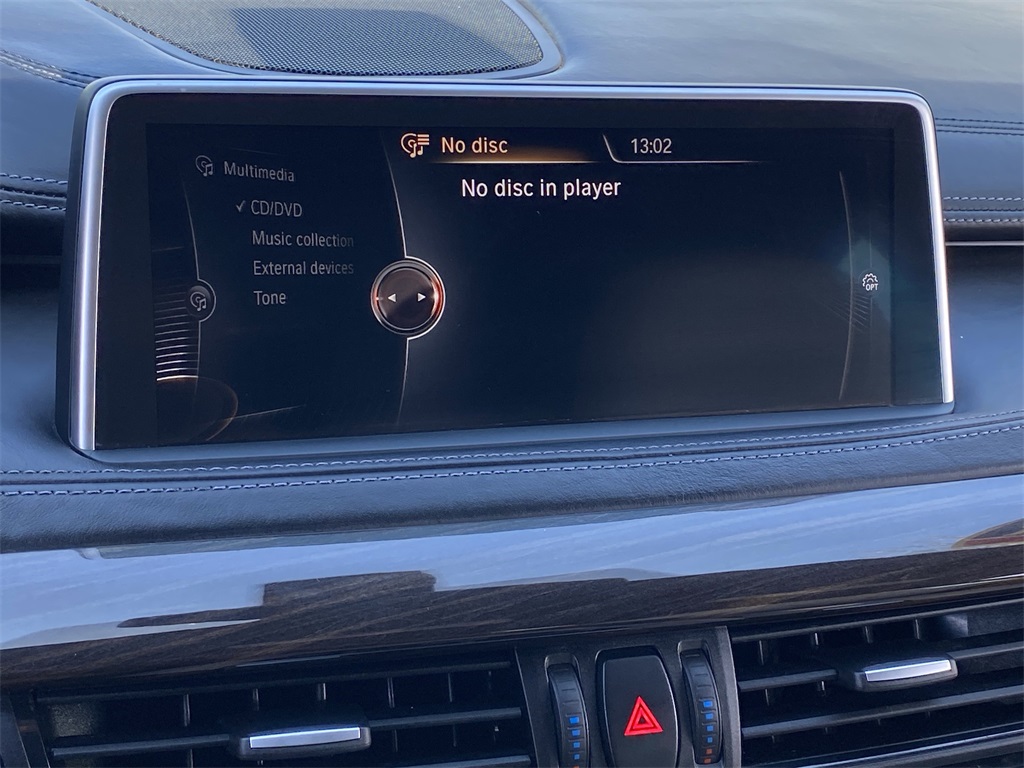 No disc
13:02
No disc in player
Multimedia
✓ CD/DVD
Music collection
External devices
Tone
OPT